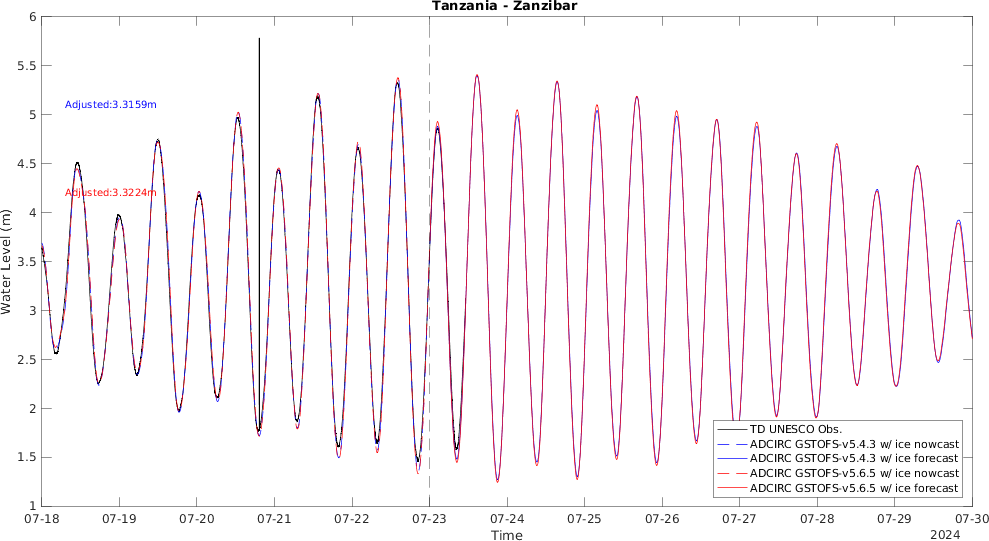 Tanzania - Zanzibar
6
5.5
5
4.5
4
3.5
3
2.5
2
1.5
1
Water Level (m)
Adjusted:3.3159m
Adjusted:3.3224m
TD UNESCO Obs.
ADCIRC GSTOFS-v5.4.3 w/ ice nowcast
ADCIRC GSTOFS-v5.4.3 w/ ice forecast
ADCIRC GSTOFS-v5.6.5 w/ ice nowcast
ADCIRC GSTOFS-v5.6.5 w/ ice forecast
07-18 07-19 07-20 07-21 07-22 07-23 07-24 07-25 07-26 07-27 07-28 07-29 07-30
Time
2024